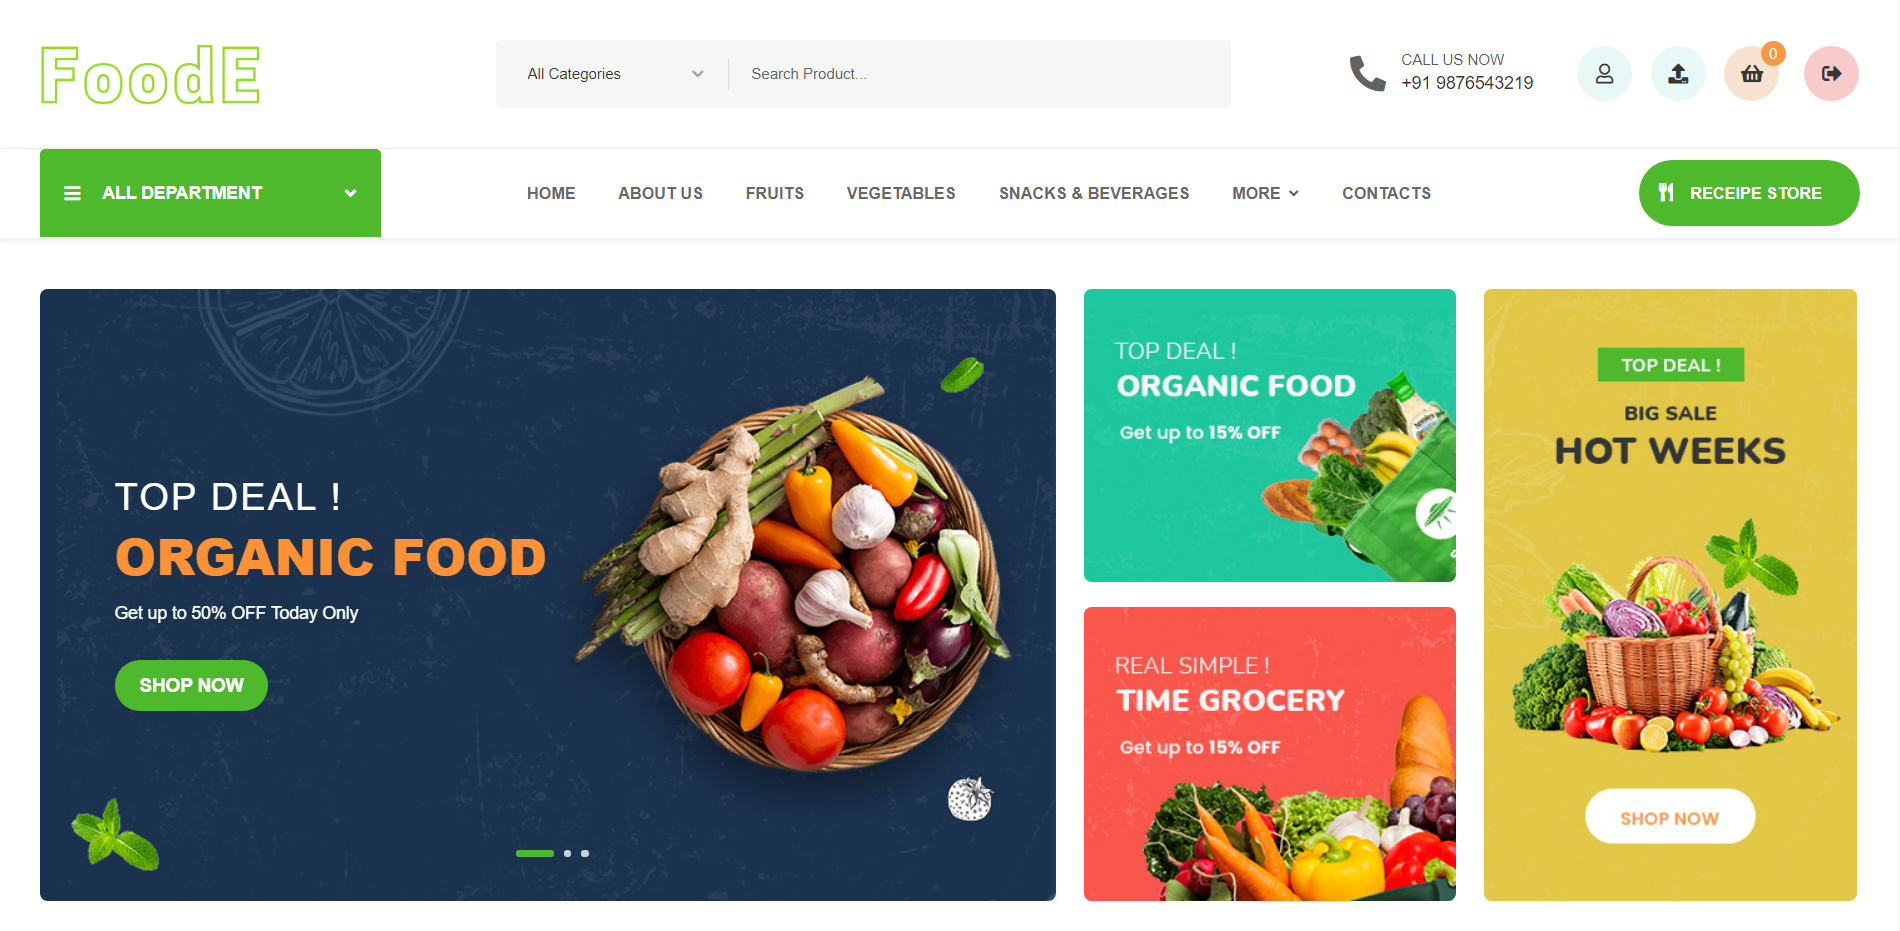 FoodE
All Categories
Search Product...
CALL US NOW
+91 9876543219
0
ALL DEPARTMENT
HOME
ABOUT US
FRUITS
VEGETABLES
SNACKS & BEVERAGES
MORE
CONTACTS
RECEIPE STORE
TOP DEAL !
ORGANIC FOOD
Get up to 50% OFF Today Only
SHOP NOW
TOP DEAL !
ORGANIC FOOD
Get up to 15% OFF
REAL SIMPLE !
TIME GROCERY
Get up to 15% OFF
TOP DEAL !
BIG SALE
HOT WEEKS
SHOP NOW